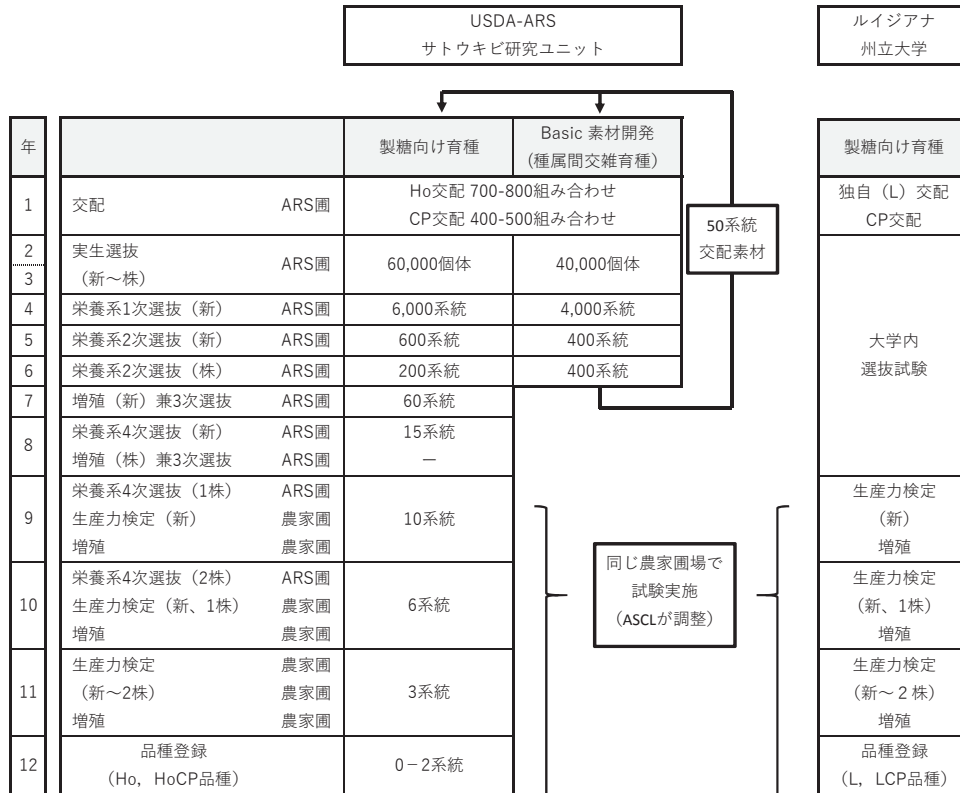 USDA-ARS
サトウキビ研究ユニット
ルイジアナ
州立大学
年
製糖向け育種
Basic 素材開発
(種属間交雑育種)
製糖向け育種
1
交配
ARS圃
Ho交配 700-800組み合わせ
CP交配 400-500組み合わせ
独自（L）交配
CP交配
50系統
交配素材
2
3
実生選抜
（新～株）
ARS圃
60,000個体
40,000個体
4
栄養系1次選抜（新）
ARS圃
6,000系統
4,000系統
5
栄養系2次選抜（新）
ARS圃
600系統
400系統
6
栄養系2次選抜（株）
ARS圃
200系統
400系統
大学内
選抜試験
7
増殖（新）兼3次選抜
ARS圃
60系統
8
栄養系4次選抜（新）
ARS圃
15系統
増殖（株）兼3次選抜
ARS圃
―
9
栄養系4次選抜（1株）
ARS圃
生産力検定（新）
農家圃
増殖
農家圃
10系統
生産力検定
（新）
増殖
同じ農家圃場で
試験実施
(ASCLが調整)
10
栄養系4次選抜（2株）
ARS圃
生産力検定（新、1株）
農家圃
増殖
農家圃
6系統
生産力検定
（新、1株）
増殖
11
生産力検定
農家圃
（新～2株）
農家圃
増殖
農家圃
3系統
生産力検定
（新～２株）
増殖
12
品種登録
（Ho，HoCP品種）
0－2系統
品種登録
（L，LCP品種）